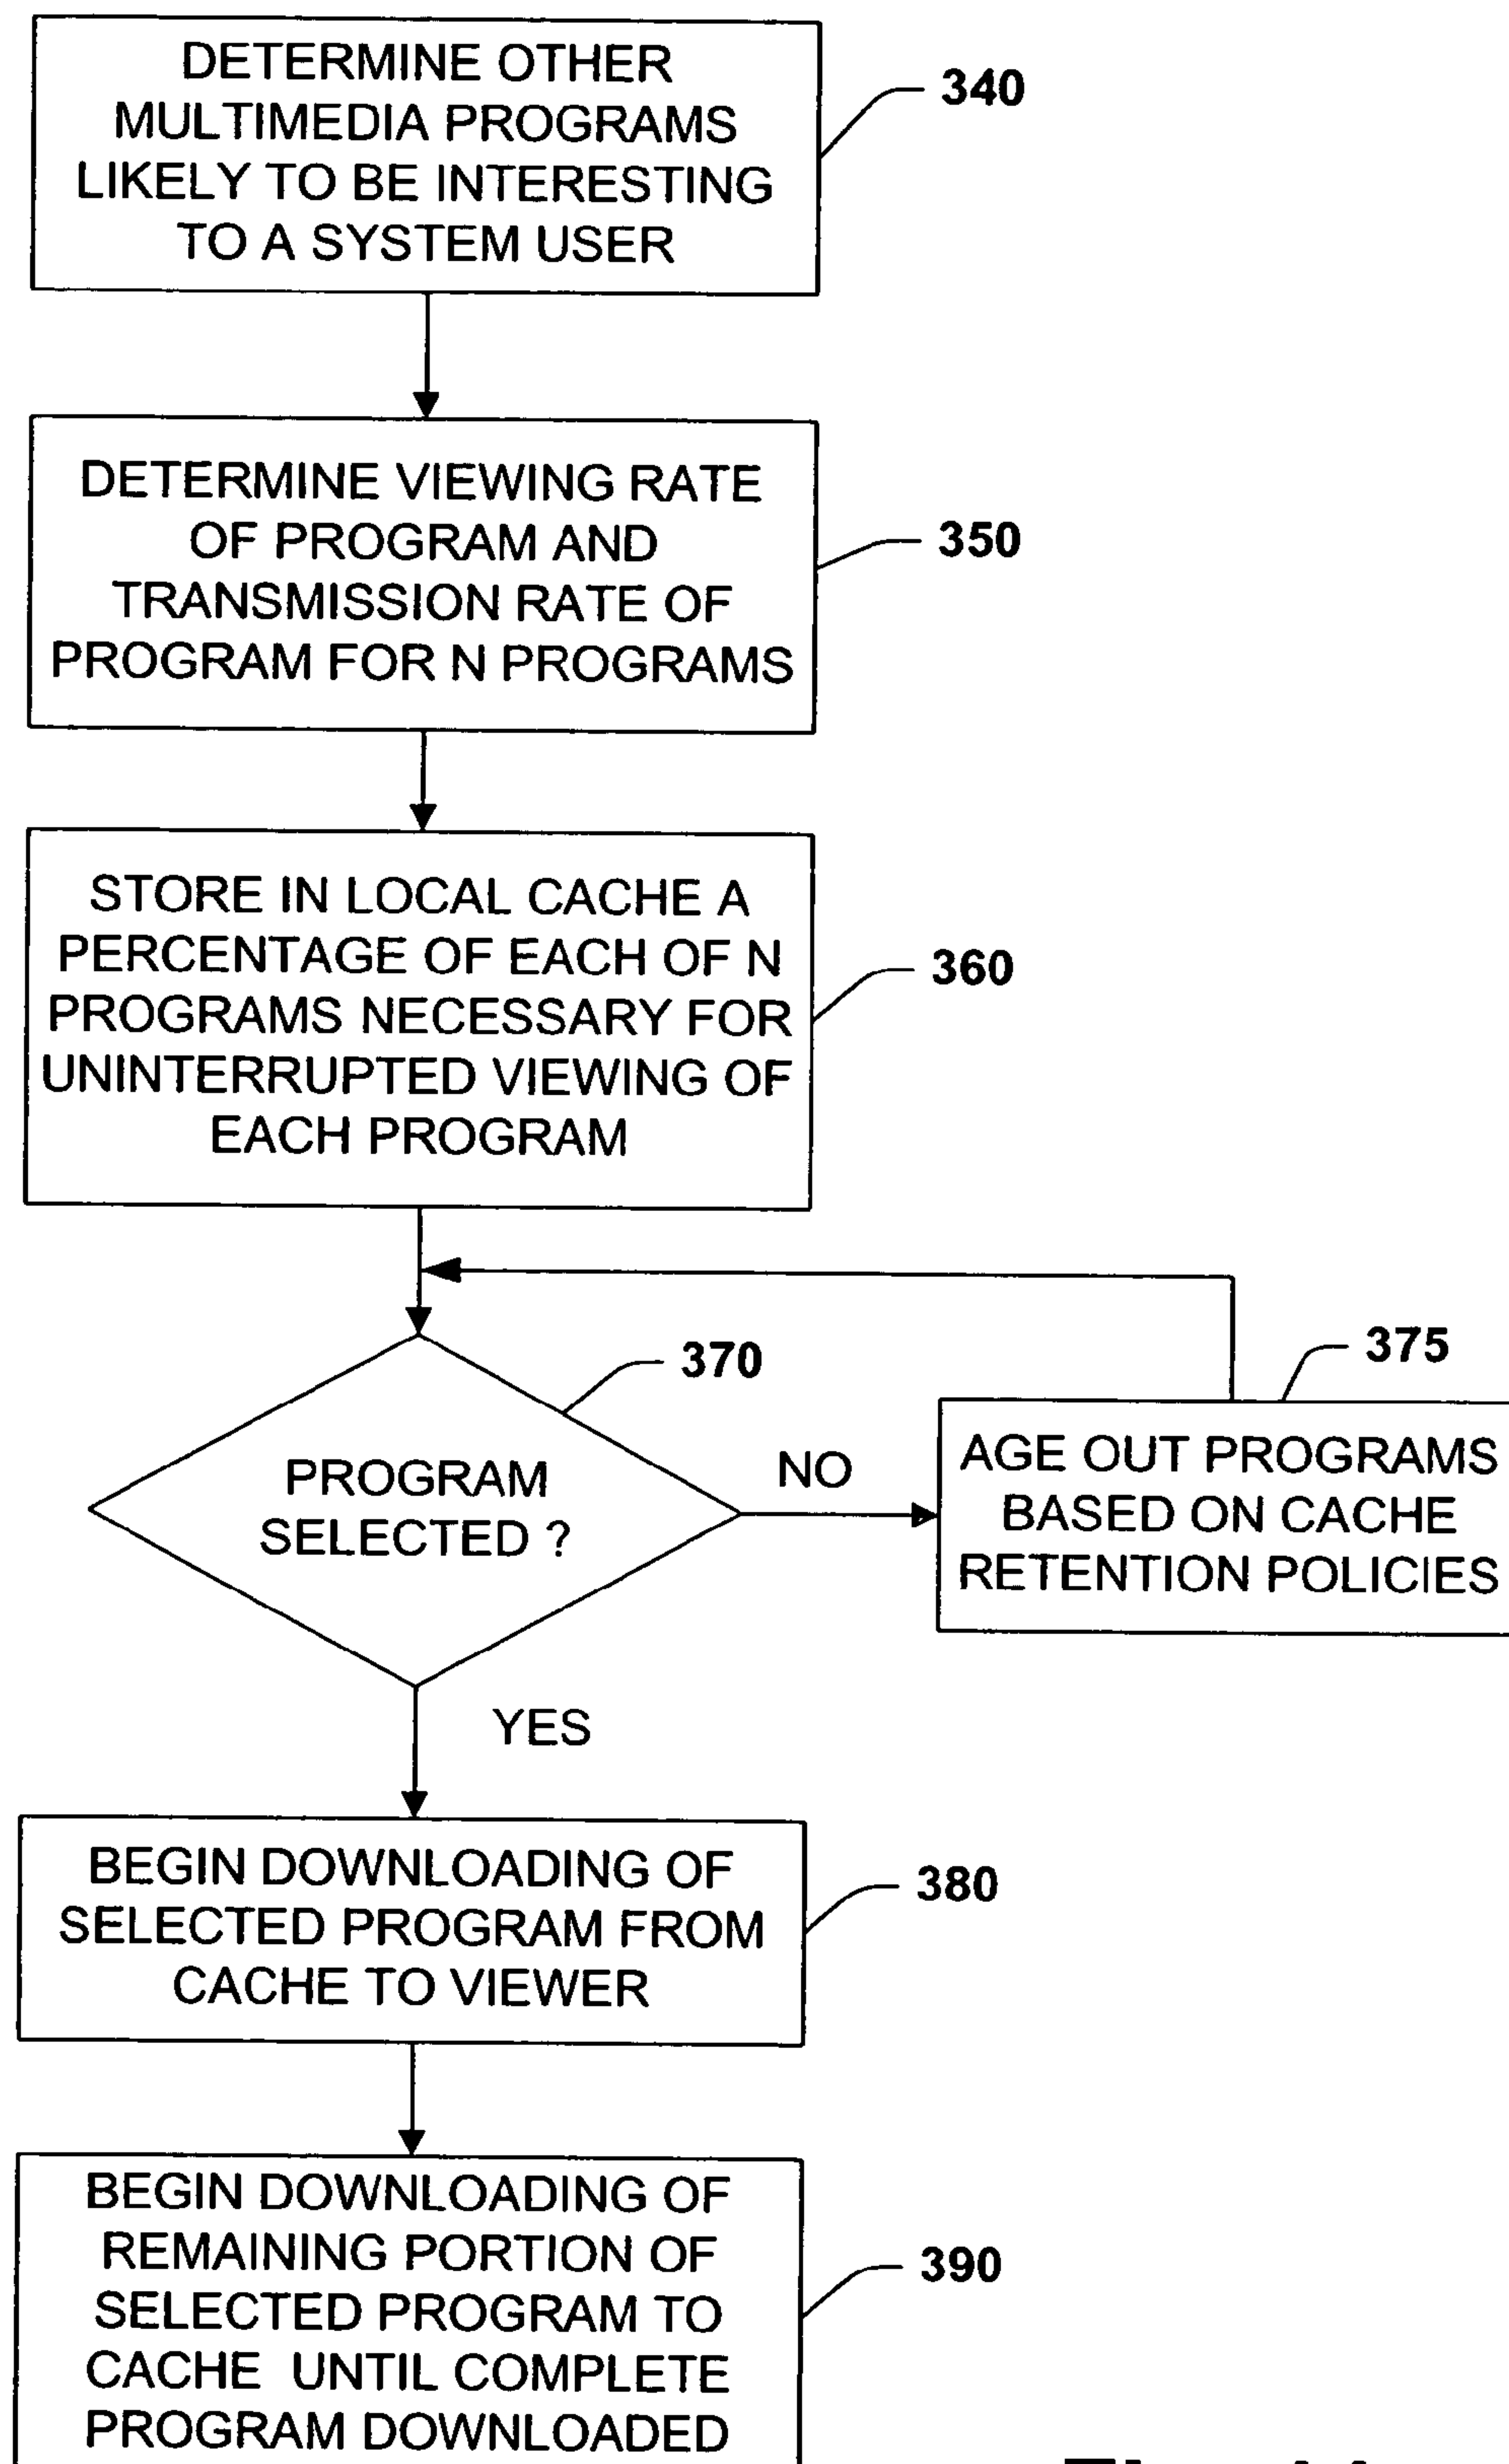 DETERMINE OTHER
MULTIMEDIA PROGRAMS
LIKELY TO BE INTERESTING
TO A SYSTEM USER
340
DETERMINE VIEWING RATE
OF PROGRAM AND
TRANSMISSION RATE OF
PROGRAM FOR N PROGRAMS
350
STORE IN LOCAL CACHE A
PERCENTAGE OF EACH OF N
PROGRAMS NECESSARY FOR
UNINTERRUPTED VIEWING OF
EACH PROGRAM
360
370
PROGRAM
SELECTED ?
NO
375
AGE OUT PROGRAMS
BASED ON CACHE
RETENTION POLICIES
YES
BEGIN DOWNLOADING OF
SELECTED PROGRAM FROM
CACHE TO VIEWER
380
BEGIN DOWNLOADING OF
REMAINING PORTION OF
SELECTED PROGRAM TO
CACHE UNTIL COMPLETE
PROGRAM DOWNLOADED
390